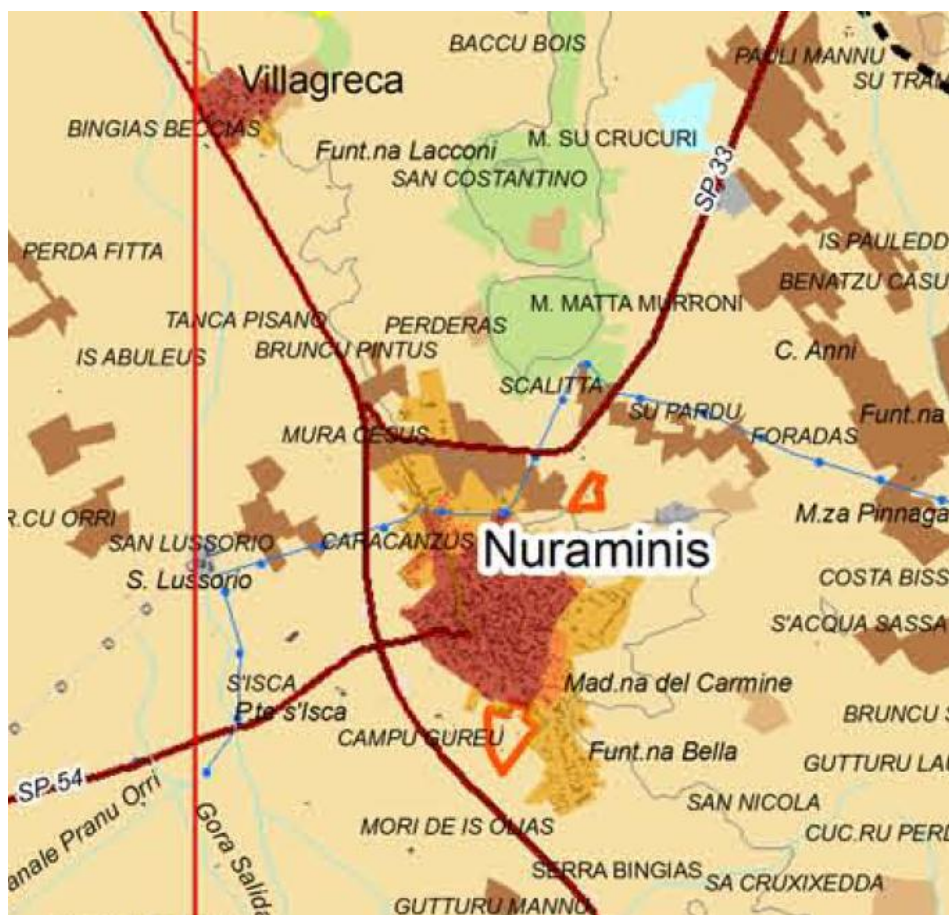 BACCU BOIS
PAULI MANNU
SU TRAM
Villagreca
BINGIAS BECCIAS
Funt.na Lacconi
M. SU CRUCURI
SAN COSTANTINO
SP 33
PERDA FITTA
IS PAULEDD
BENATZU CASU
M. MATTA MURRONI
TANCA PISANO
PERDERAS
IS ABULEUS
BRUNCU PINTUS
C. Anni
SCALITTA
SU PARDU
Funt.na
MURA CESUS
FORADAS
R.CU ORRI
M.za Pinnaga
SAN LUSSORIO
CARACANZUS
Nuraminis
S. Lussorio
COSTA BISS
S'ACQUA SASSA
S'ISCA
Mad.na del Carmine
P.te s'Isca
BRUNCU S
CAMPU GUREU
Funt.na Bella
GUTTURU LAU
SP 54
SAN NICOLA
anale Pranu Orri
Gora Salida
MORI DE IS OLIAS
CUC.RU PERD
SERRA BINGIAS
SA CRUXIXEDDA
GUTTURU MANNU